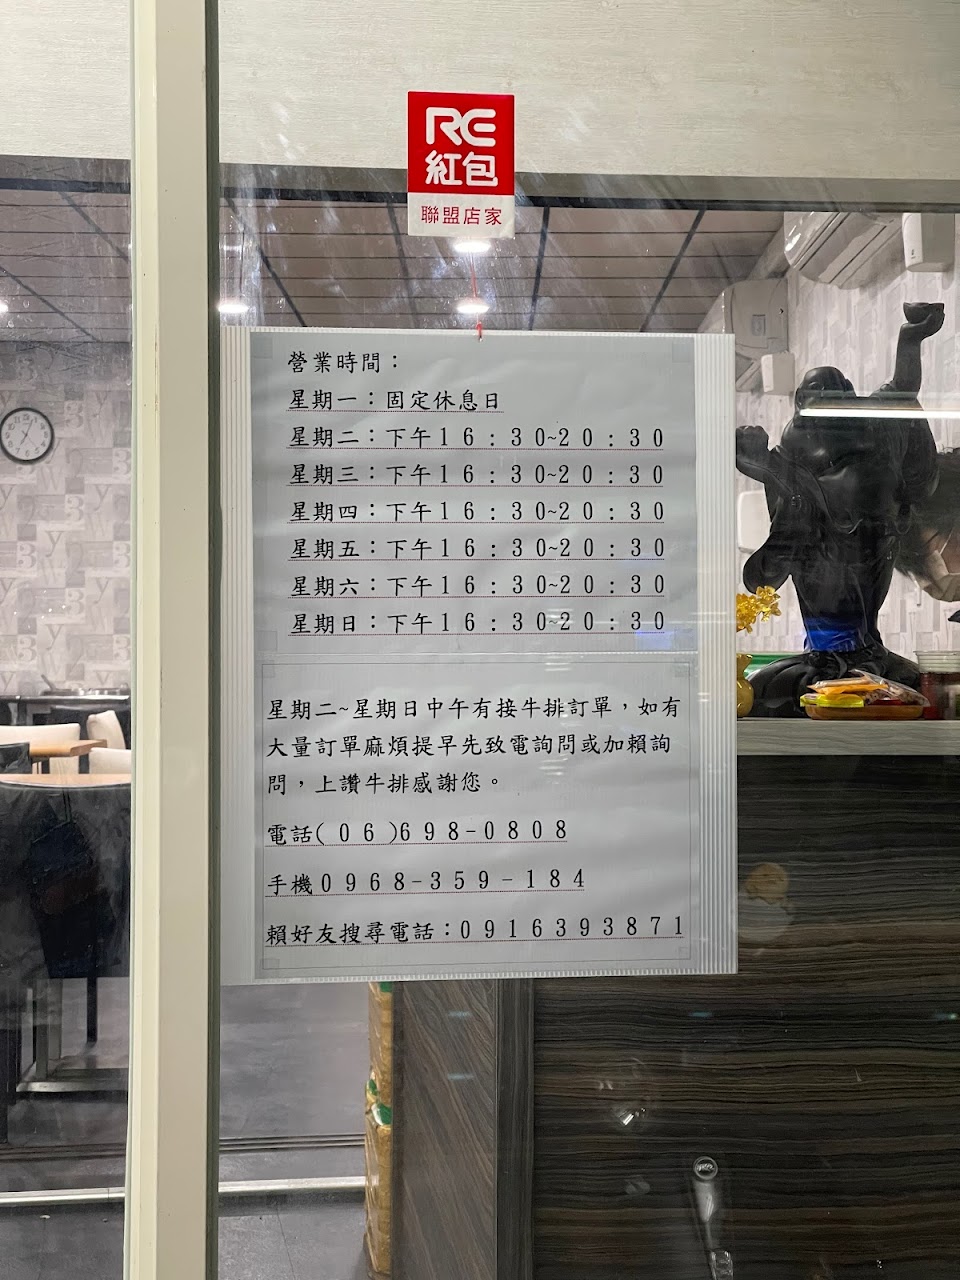 RE
紅包
聯盟店家
營業時間：
星期一：固定休息日
星期二：下午16：30~20：30
星期三：下午16：30~20：30
星期四：下午16：30~20：30
星期五：下午16：30~20：30
星期六：下午16：30~20：30
星期日：下午16：30~20：30
星期二~星期日中午有接牛排訂單，如有
大量訂單麻煩提早先致電詢問或加賴詢
問，上讚牛排感謝您。
電話(06)698-0808
手機0968-359-184
賴好友搜尋電話：0916393871